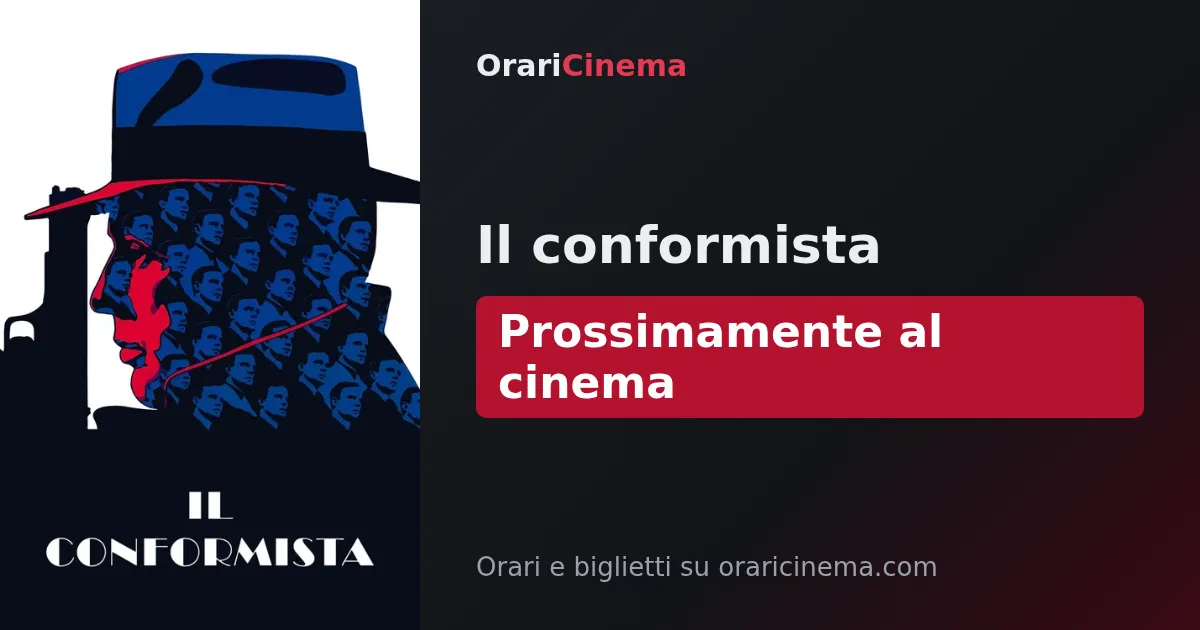 IL
CONFORMISTA
OrariCinema
Il conformista
Prossimamente al
cinema
Orari e biglietti su oraricinema.com